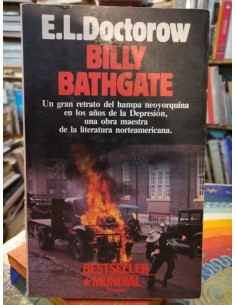 E.L.Doctorow
BILLY
BATHGATE
Un gran retrato del hampa neoyorquina
en los años de la Depresión,
una obra maestra
de la literatura norteamericana.
BESTSELLER
★ MUNDIAL